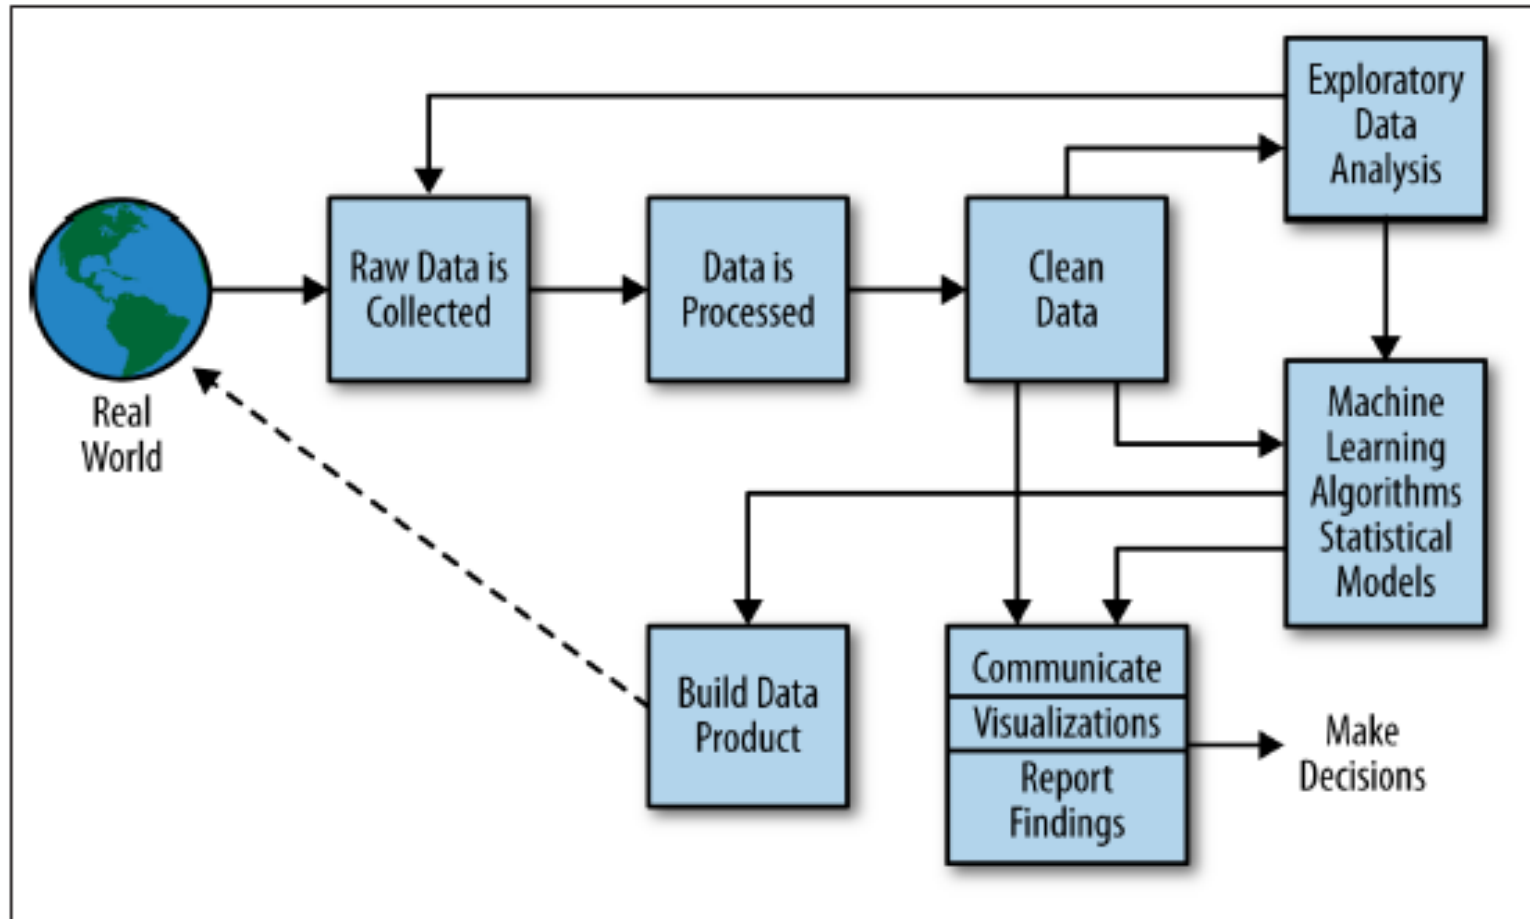 Exploratory
Data
Analysis
Raw Data is
Collected
Data is
Processed
Clean
Data
Real
World
Machine
Learning
Algorithms
Statistical
Models
Build Data
Product
Communicate
Visualizations
Report
Findings
Make
Decisions